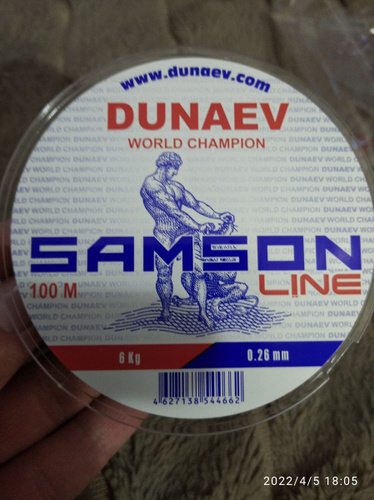 www.dunaev.com
DUNAEV
WORLD CHAMPION
SAMSON
LINE
100 M
6 Kg
0.26 mm
4 627138 544662
2022/4/5 18:05